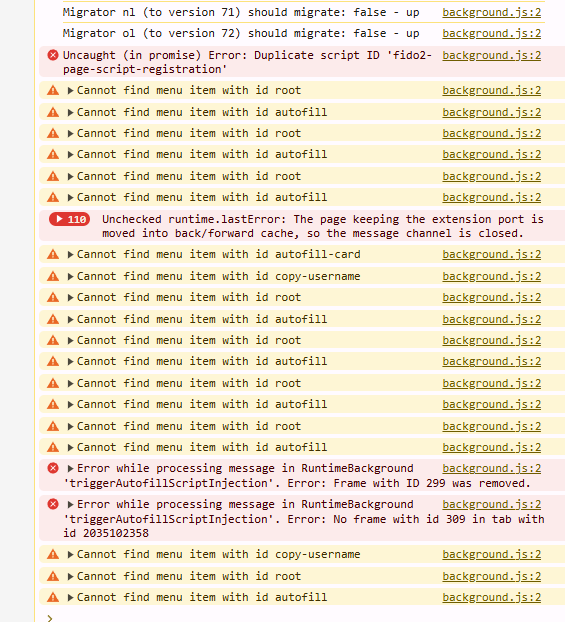 Migrator nl (to version 71) should migrate: false - up background.js:2
Migrator ol (to version 72) should migrate: false - up background.js:2
Uncaught (in promise) Error: Duplicate script ID 'fido2- background.js:2
page-script-registration'
Cannot find menu item with id root background.js:2
Cannot find menu item with id autofill background.js:2
Cannot find menu item with id root background.js:2
Cannot find menu item with id autofill background.js:2
Cannot find menu item with id root background.js:2
Cannot find menu item with id autofill background.js:2
110 Unchecked runtime.lastError: The page keeping the extension port is
moved into back/forward cache, so the message channel is closed.
Cannot find menu item with id autofill-card background.js:2
Cannot find menu item with id copy-username background.js:2
Cannot find menu item with id root background.js:2
Cannot find menu item with id autofill background.js:2
Cannot find menu item with id root background.js:2
Cannot find menu item with id autofill background.js:2
Cannot find menu item with id root background.js:2
Cannot find menu item with id autofill background.js:2
Cannot find menu item with id root background.js:2
Cannot find menu item with id autofill background.js:2
Error while processing message in RuntimeBackground background.js:2
'triggerAutofillScriptInjection'. Error: Frame with ID 299 was removed.
Error while processing message in RuntimeBackground background.js:2
'triggerAutofillScriptInjection'. Error: No frame with id 309 in tab with
id 2035102358
Cannot find menu item with id copy-username background.js:2
Cannot find menu item with id root background.js:2
Cannot find menu item with id autofill background.js:2